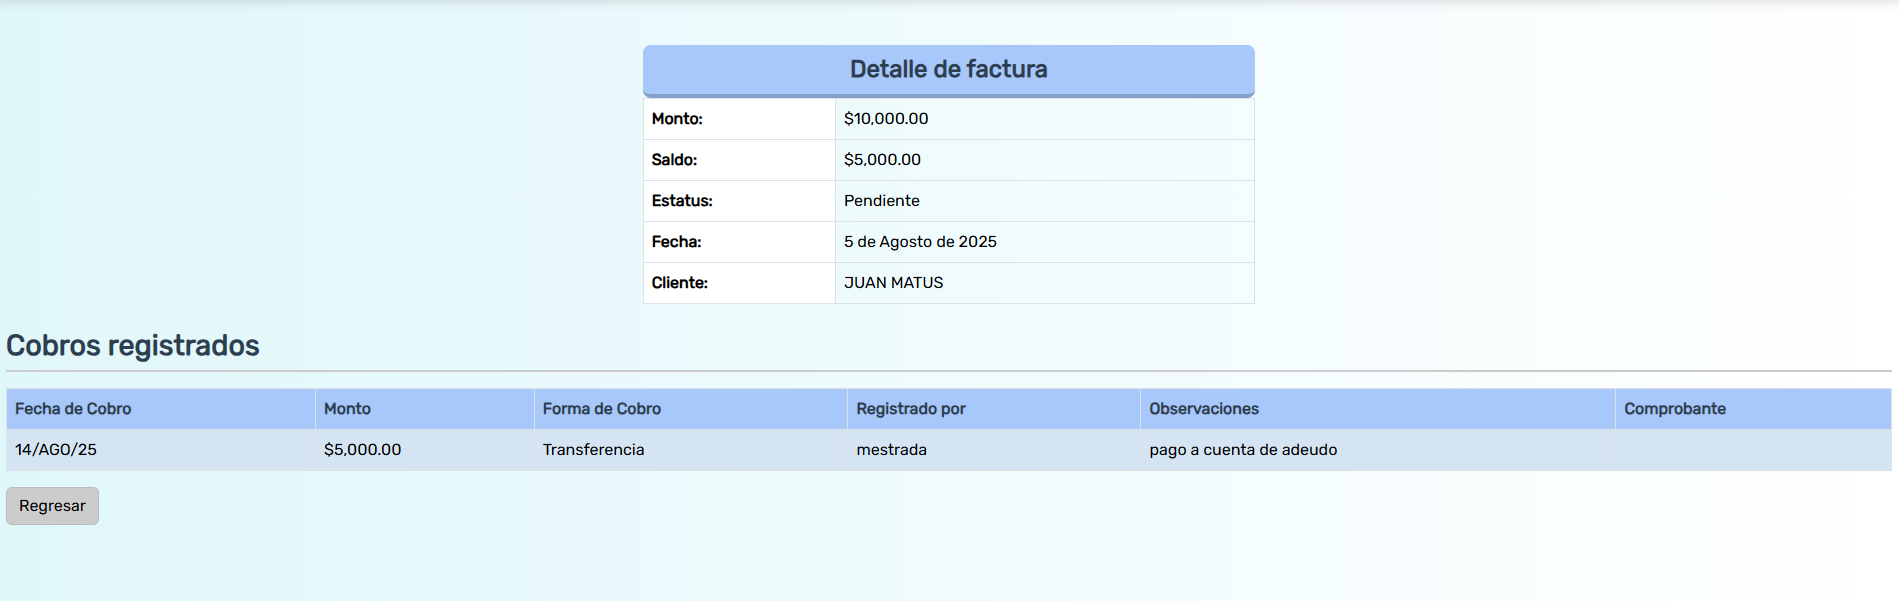 Detalle de factura
Monto: $10,000.00
Saldo: $5,000.00
Estatus: Pendiente
Fecha: 5 de Agosto de 2025
Cliente: JUAN MATUS
Cobros registrados
Fecha de Cobro Monto Forma de Cobro Registrado por Observaciones Comprobante
14/AGO/25 $5,000.00 Transferencia mestrada pago a cuenta de adeudo
Regresar